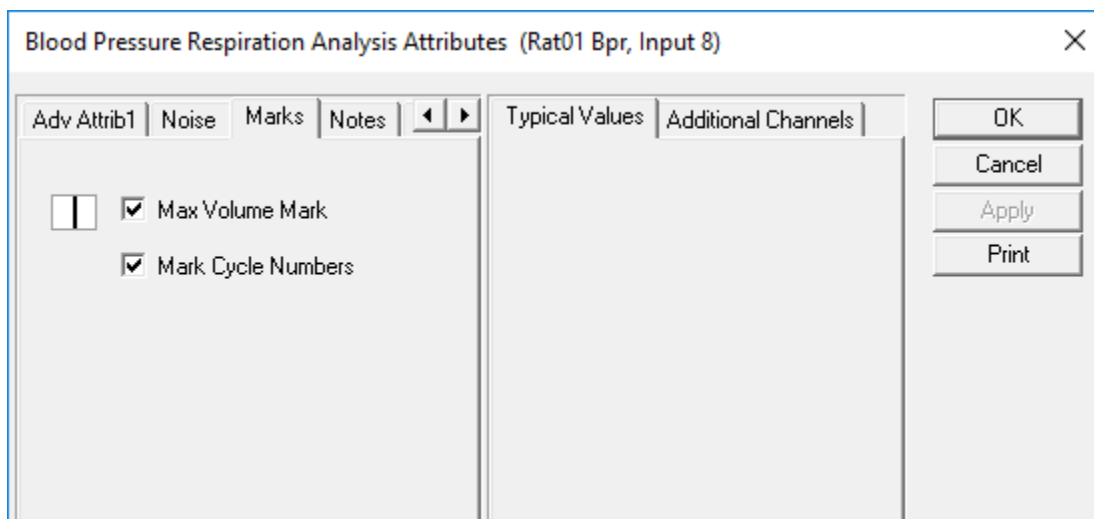 Blood Pressure Respiration Analysis Attributes (Rat01 Bpr, Input 8)
Adv Attrib1 Noise Marks Notes
Typical Values Additional Channels
OK
Cancel
Apply
Print
Max Volume Mark
Mark Cycle Numbers